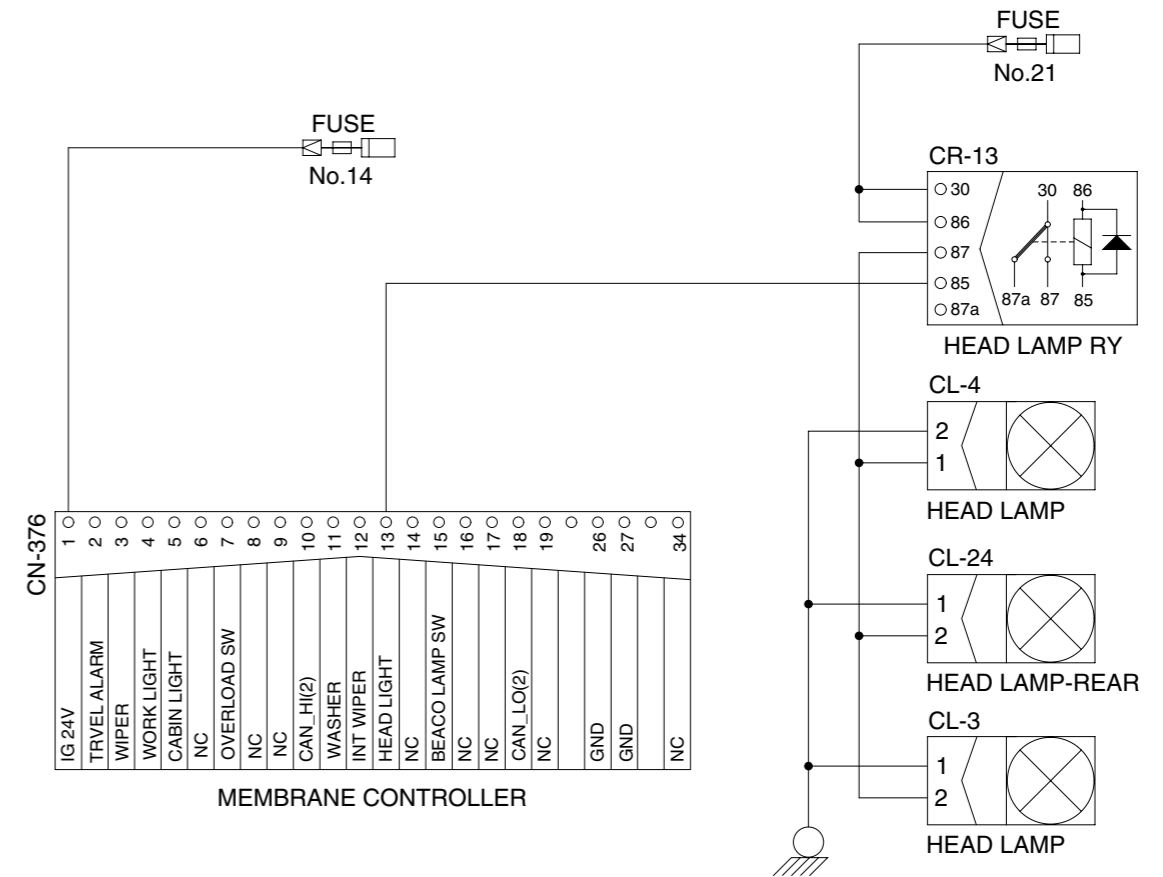 FUSE
No.21
FUSE
No.14
CR-13
30
86
87
85
87a
30 86
87a 87 85
HEAD LAMP RY
CL-4
2
1
HEAD LAMP
CL-24
1
2
HEAD LAMP-REAR
CL-3
1
2
HEAD LAMP
CN-376
1 2 3 4 5 6 7 8 9 10 11 12 13 14 15 16 17 18 19 26 27 34
IG 24V
TRVEL ALARM
WIPER
WORK LIGHT
CABIN LIGHT
NC
OVERLOAD SW
NC
NC
CAN_HI(2)
WASHER
INT WIPER
HEAD LIGHT
NC
BEACO LAMP SW
NC
NC
CAN_LO(2)
NC
GND
GND
NC
MEMBRANE CONTROLLER